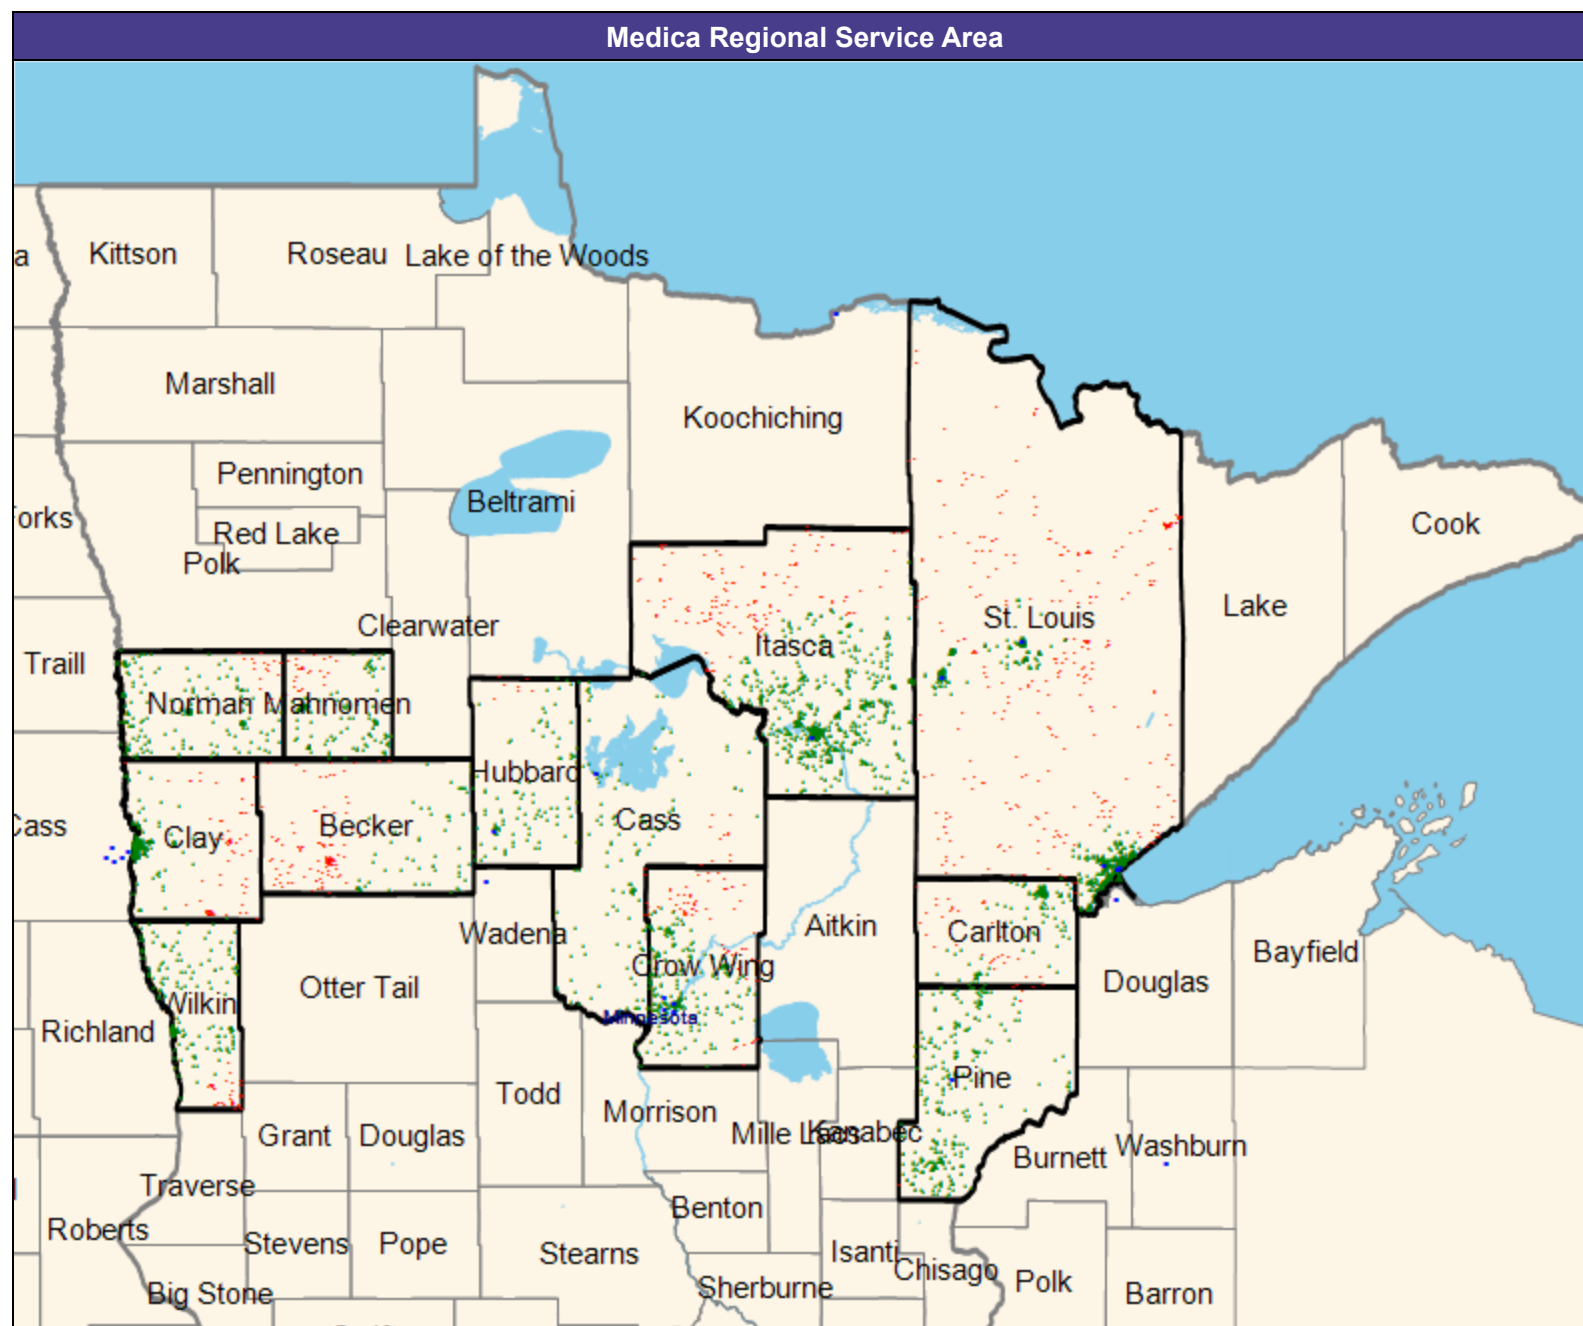 Medica Regional Service Area
a
Kittson
Roseau
Lake of the Woods
Marshall
Koochiching
Pennington
Beltrami
Forks
Red Lake
Cook
Polk
Lake
St. Louis
Clearwater
Itasca
Traill
Norman
Mahnomen
Hubbard
Cass
Cass
Becker
Clay
Aitkin
Carlton
Wadena
Bayfield
Crow Wing
Douglas
Otter Tail
Wilkin
Minnesota
Richland
Pine
Todd
Morrison
Grant
Douglas
Mille Lacs
Kanabec
Washburn
Burnett
Traverse
Benton
Roberts
Stevens
Pope
Stearns
Isanti
Chisago
Polk
Sherburne
Big Stone
Barron